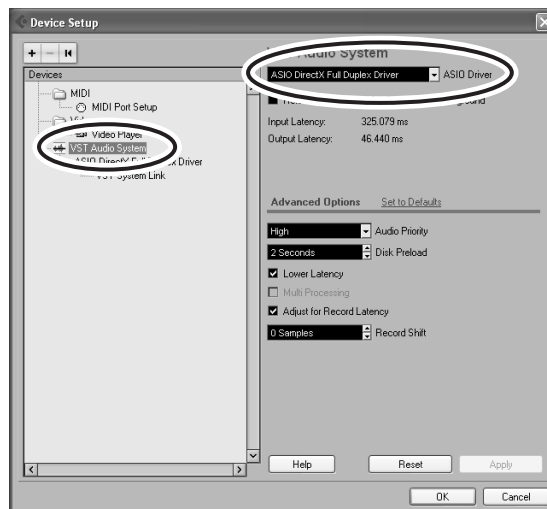 Device Setup
Devices
MIDI
MIDI Port Setup
Video Player
VST Audio System
Driver
VST System Link
Audio System
ASIO DirectX Full Duplex Driver
ASIO Driver
Input Latency: 325.079 ms
Output Latency: 46.440 ms
Advanced Options Set to Defaults
High Audio Priority
2 Seconds Disk Preload
Lower Latency
Multi Processing
Adjust for Record Latency
0 Samples Record Shift
Help Reset Apply
OK Cancel